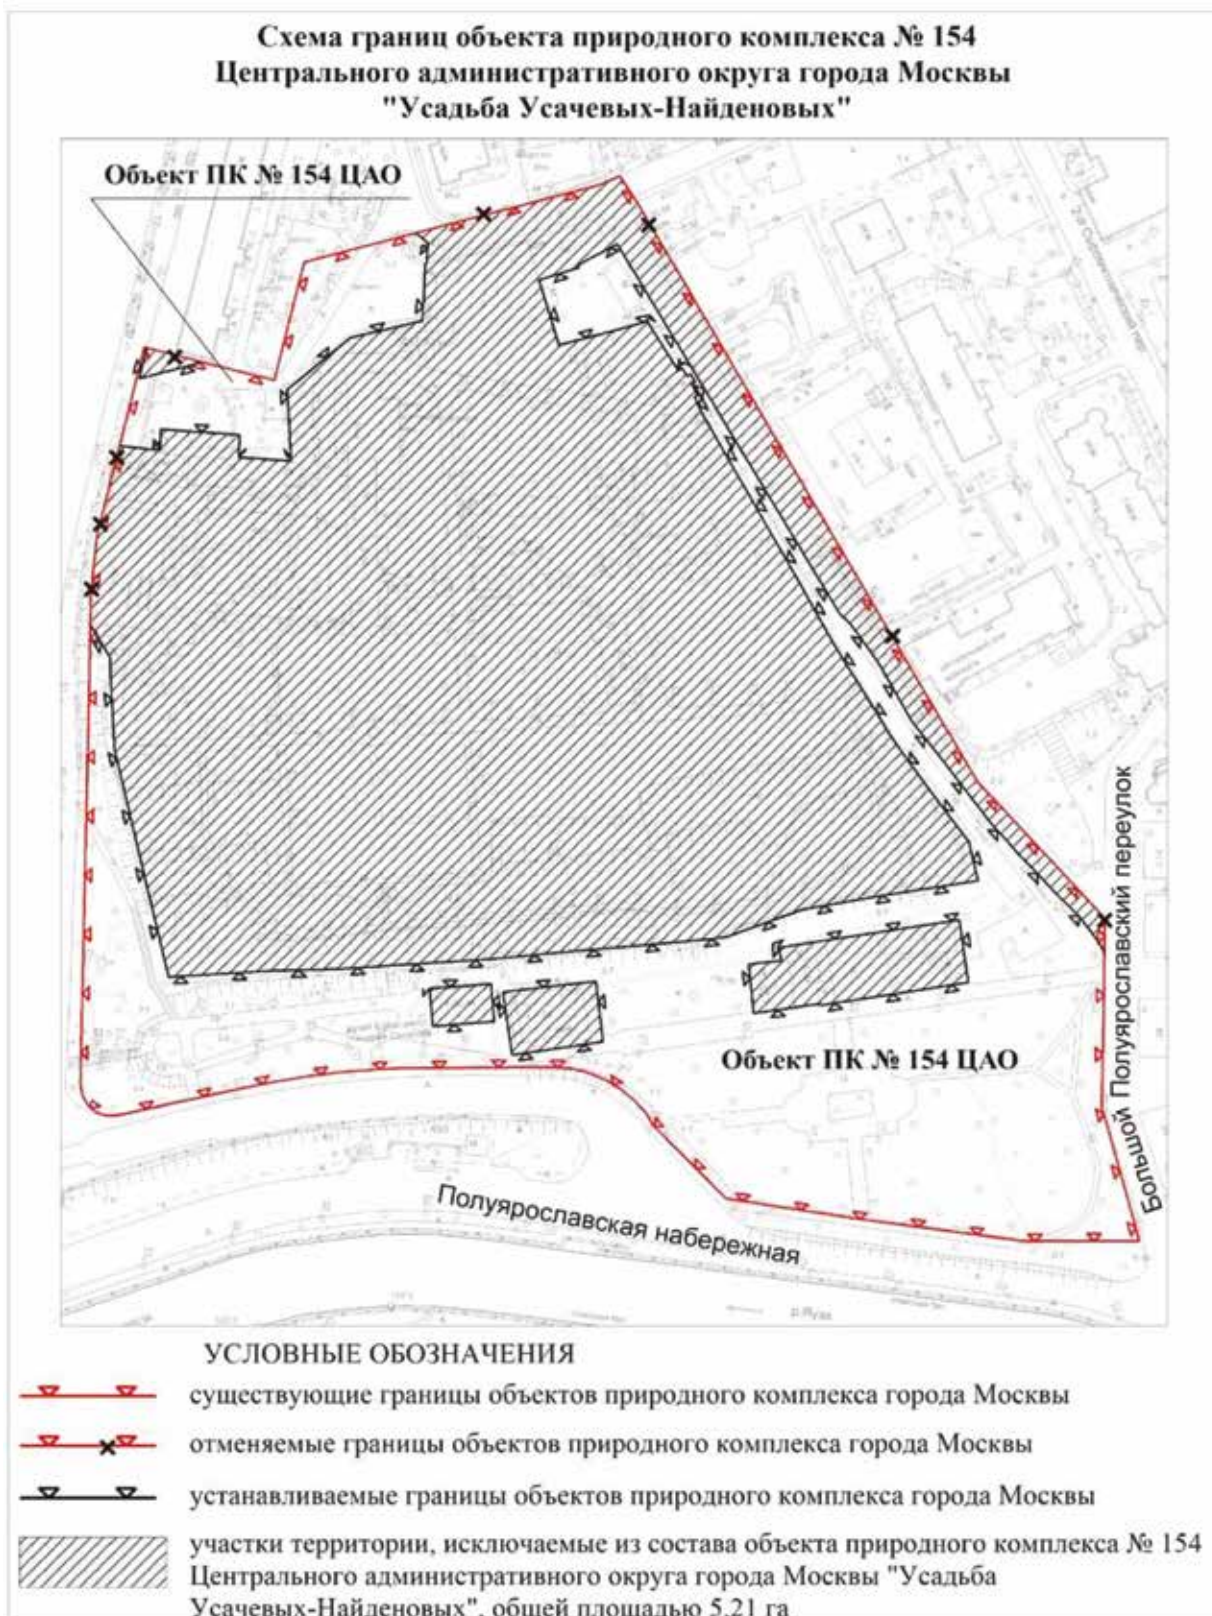 Схема границ объекта природного комплекса № 154
Центрального административного округа города Москвы
"Усадьба Усачевых-Найденовых"
Объект ПК № 154 ЦАО
Большой Полуярославский переулок
Объект ПК № 154 ЦАО
Полуярославская набережная
р.Яуза
УСЛОВНЫЕ ОБОЗНАЧЕНИЯ
существующие границы объектов природного комплекса города Москвы
отменяемые границы объектов природного комплекса города Москвы
устанавливаемые границы объектов природного комплекса города Москвы
участки территории, исключаемые из состава объекта природного комплекса № 154
Центрального административного округа города Москвы "Усадьба
Усачевых-Найденовых", общей площадью 5,21 га